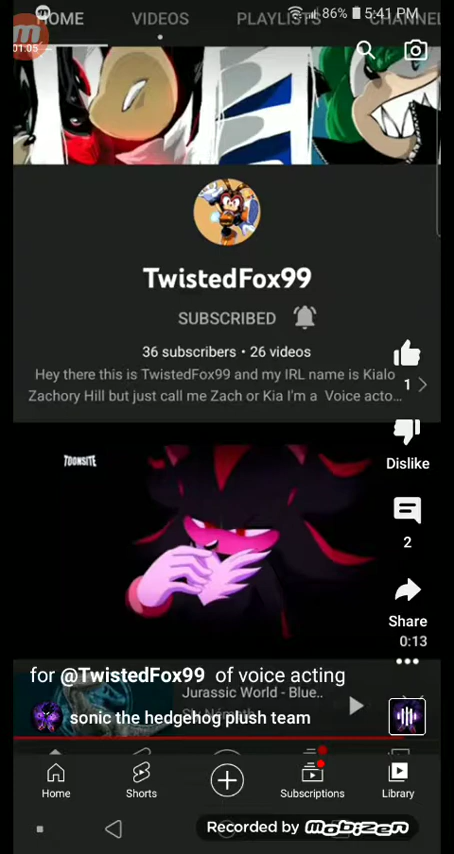 HOME VIDEOS PLAYLISTS CHANNEL
86% 5:41 PM
01:05
TwistedFox99
SUBSCRIBED
36 subscribers • 26 videos
Hey there this is TwistedFox99 and my IRL name is Kialo
Zachory Hill but just call me Zach or Kia I'm a Voice acto...
1
Dislike
TOONSITE
2
Share
0:13
for @TwistedFox99 of voice acting
Jurassic World - Blue..
sonic the hedgehog plush team
Home Shorts Subscriptions Library
Recorded by mobizen